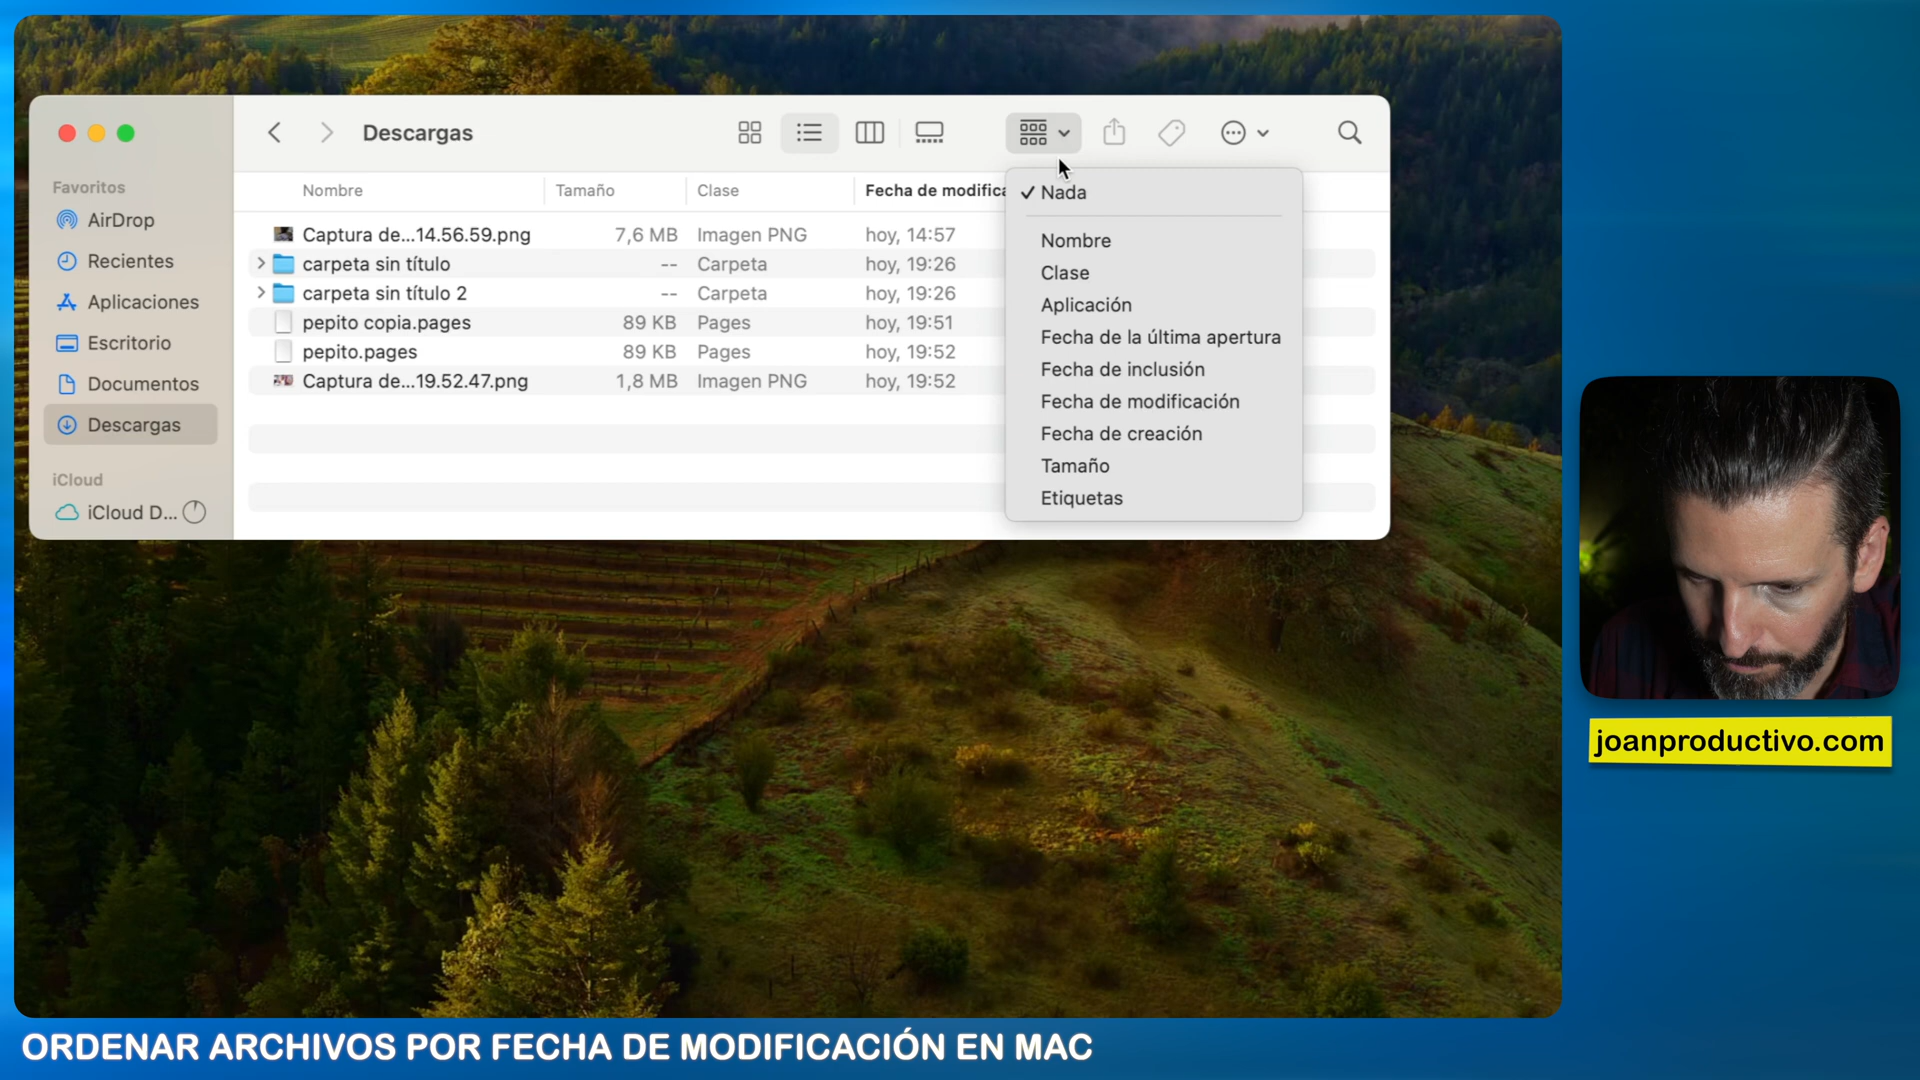 Descargas
Favoritos
AirDrop
Recientes
Aplicaciones
Escritorio
Documentos
Descargas
iCloud
iCloud D...
Nombre Tamaño Clase Fecha de modifica
Captura de...14.56.59.png 7,6 MB Imagen PNG hoy, 14:57
carpeta sin título -- Carpeta hoy, 19:26
carpeta sin título 2 -- Carpeta hoy, 19:26
pepito copia.pages 89 KB Pages hoy, 19:51
pepito.pages 89 KB Pages hoy, 19:52
Captura de...19.52.47.png 1,8 MB Imagen PNG hoy, 19:52
✓ Nada
Nombre
Clase
Aplicación
Fecha de la última apertura
Fecha de inclusión
Fecha de modificación
Fecha de creación
Tamaño
Etiquetas
joanproductivo.com
ORDENAR ARCHIVOS POR FECHA DE MODIFICACIÓN EN MAC